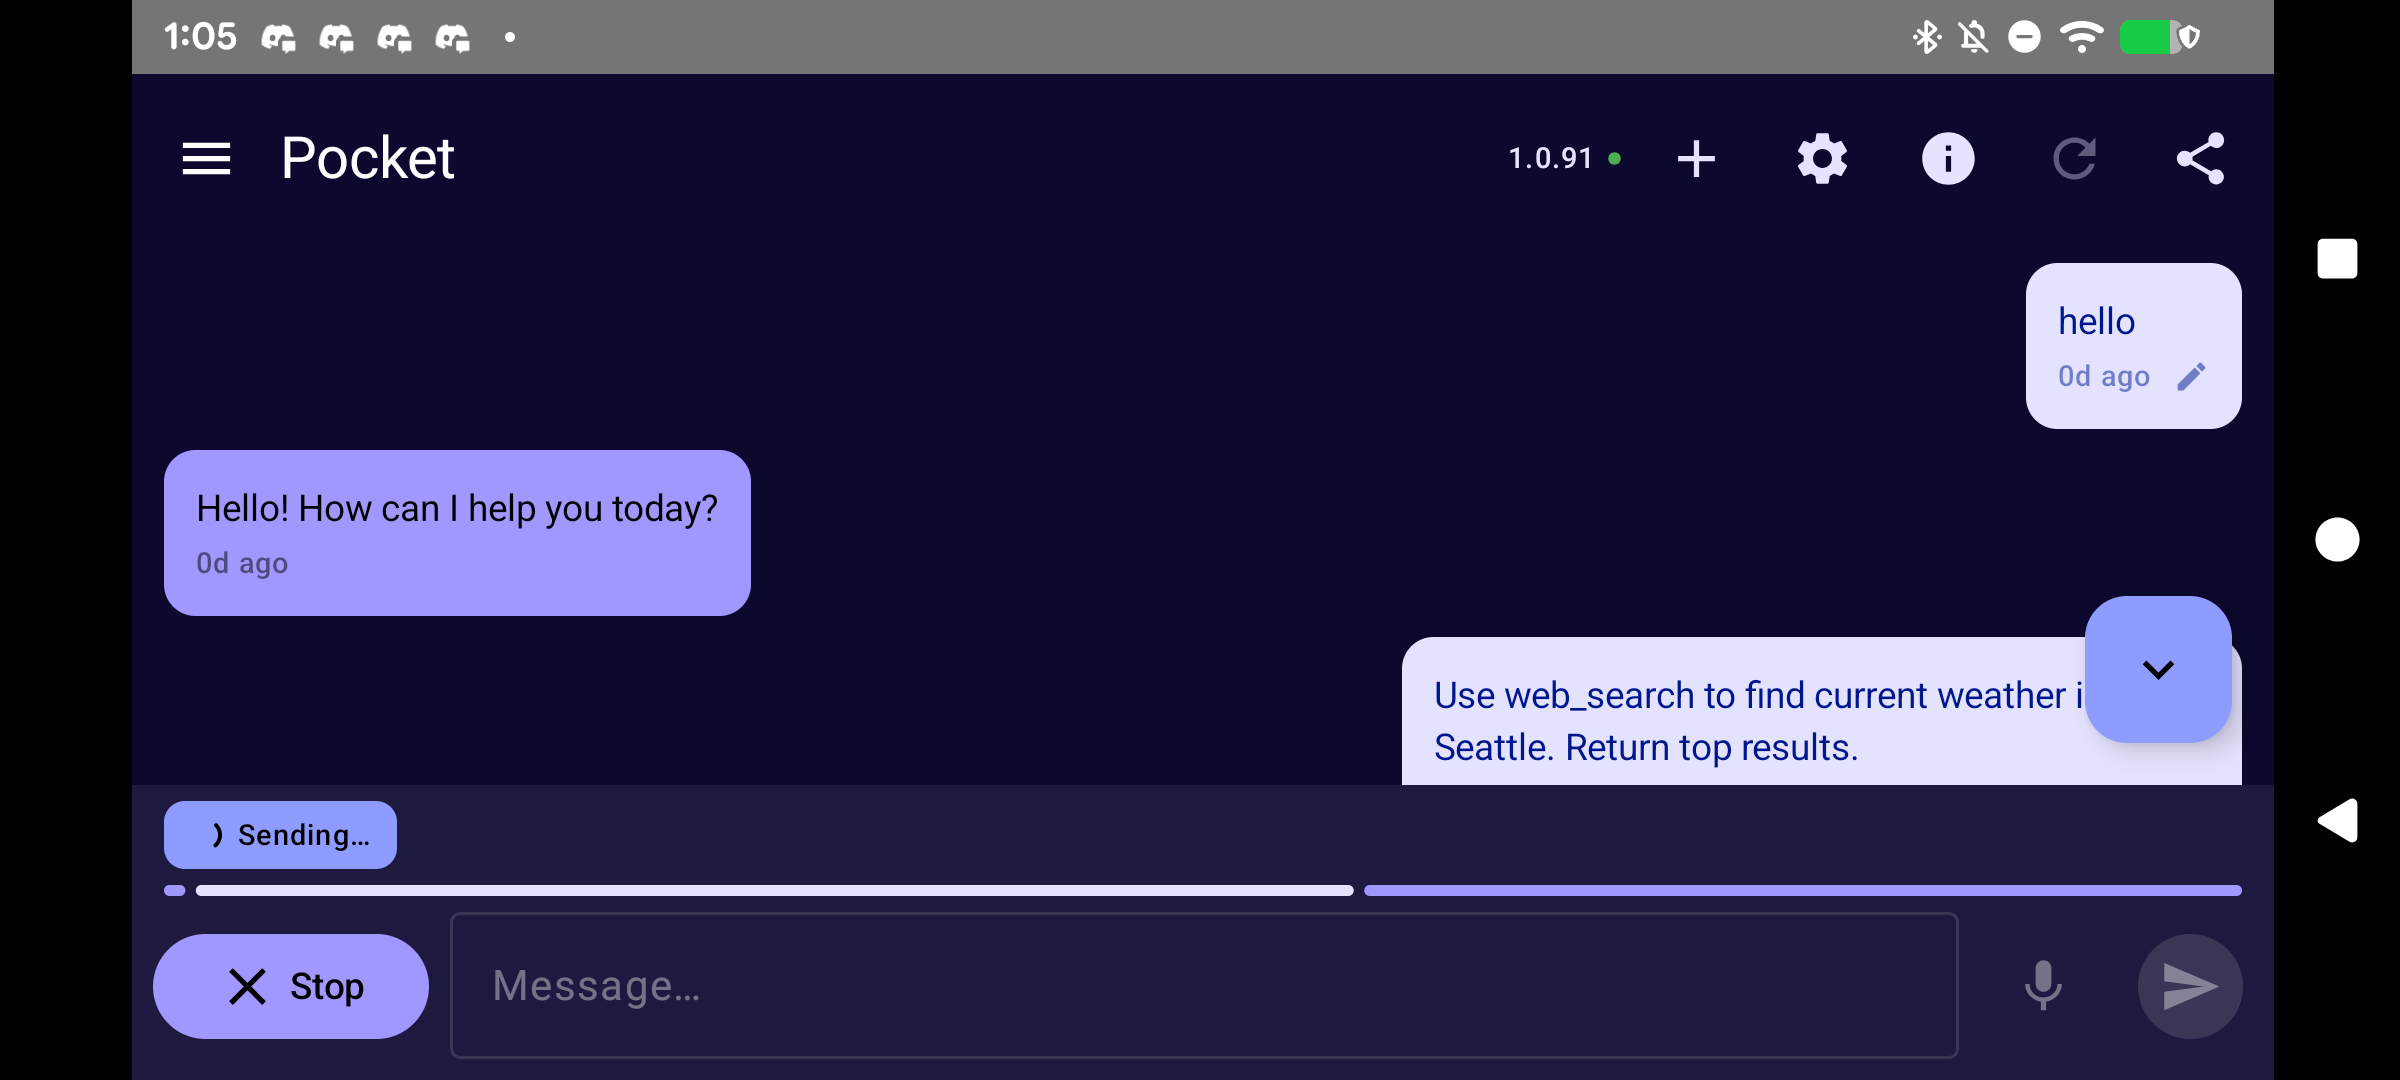 1:05
Pocket
1.0.91
hello
0d ago
Hello! How can I help you today?
0d ago
Use web_search to find current weather i
Seattle. Return top results.
Sending...
Stop
Message...